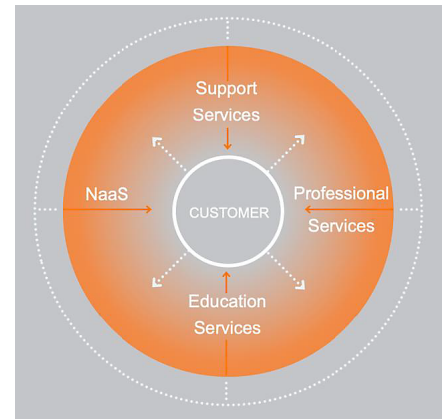 Support
Services
NaaS
CUSTOMER
Professional
Services
Education
Services